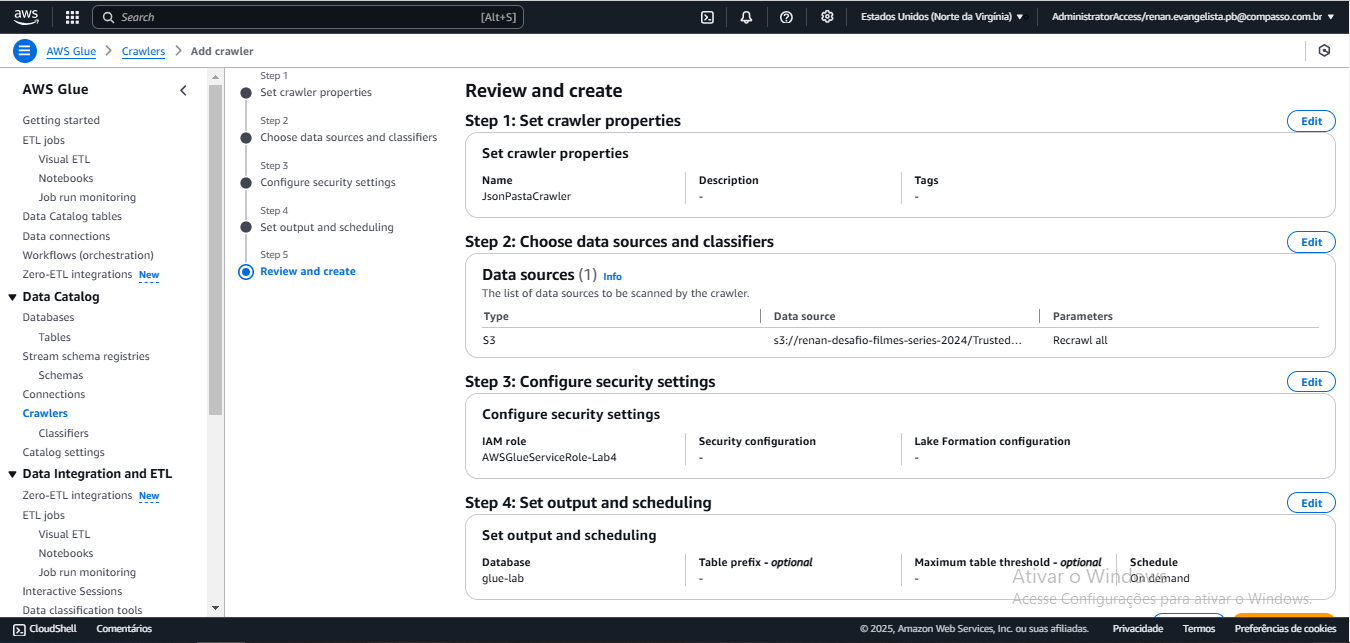 aws
Search [Alt+S]
Estados Unidos (Norte da Virgínia) ▼
AdministratorAccess/renan.evangelista.pb@compasso.com.br ▼
AWS Glue > Crawlers > Add crawler
AWS Glue
Getting started
ETL jobs
Visual ETL
Notebooks
Job run monitoring
Data Catalog tables
Data connections
Workflows (orchestration)
Zero-ETL integrations New
Data Catalog
Databases
Tables
Stream schema registries
Schemas
Connections
Crawlers
Classifiers
Catalog settings
Data Integration and ETL
Zero-ETL integrations New
ETL jobs
Visual ETL
Notebooks
Job run monitoring
Interactive Sessions
Data classification tools
Step 1
Set crawler properties
Step 2
Choose data sources and classifiers
Step 3
Configure security settings
Step 4
Set output and scheduling
Step 5
Review and create
Review and create
Step 1: Set crawler properties
Edit
Set crawler properties
Name Description Tags
JsonPastaCrawler - -
Step 2: Choose data sources and classifiers
Edit
Data sources (1) Info
The list of data sources to be scanned by the crawler.
Type Data source Parameters
S3 s3://renan-desafio-filmes-series-2024/Trusted... Recrawl all
Step 3: Configure security settings
Edit
Configure security settings
IAM role Security configuration Lake Formation configuration
AWSGlueServiceRole-Lab4 - -
Step 4: Set output and scheduling
Edit
Set output and scheduling
Database Table prefix - optional Maximum table threshold - optional Schedule
glue-lab - - On demand
Ativar o Windows
Acesse Configurações para ativar o Windows.
CloudShell Comentários
© 2025, Amazon Web Services, Inc. ou suas afiliadas. Privacidade Termos Preferências de cookies